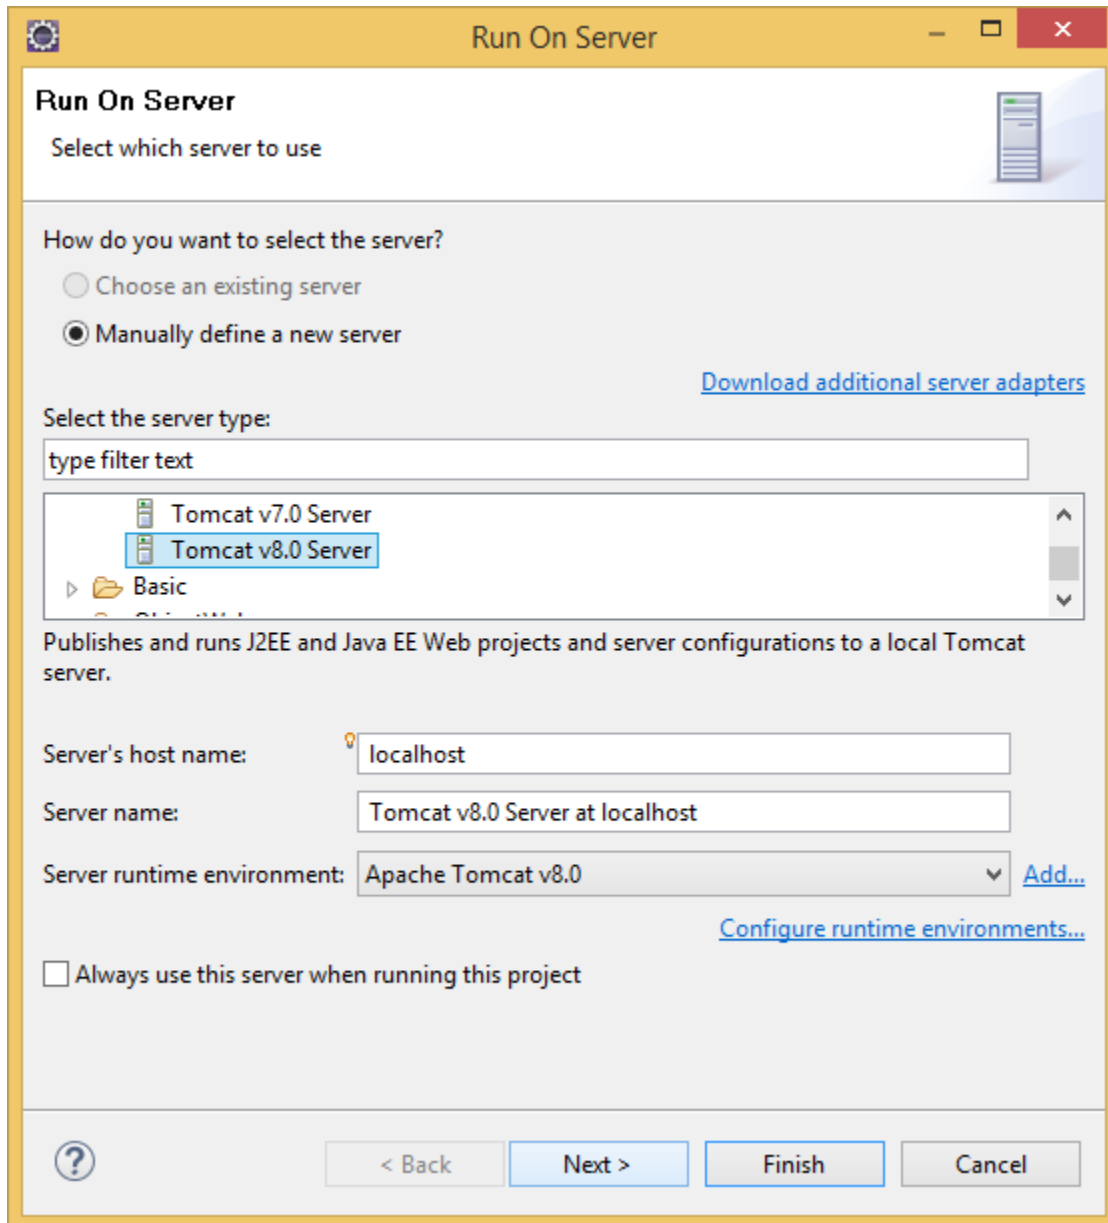 Run On Server
Run On Server
Select which server to use
How do you want to select the server?
Choose an existing server
Manually define a new server
Download additional server adapters
Select the server type:
type filter text
Tomcat v7.0 Server
Tomcat v8.0 Server
Basic
Publishes and runs J2EE and Java EE Web projects and server configurations to a local Tomcat
server.
Server's host name: localhost
Server name: Tomcat v8.0 Server at localhost
Server runtime environment: Apache Tomcat v8.0 Add...
Configure runtime environments...
Always use this server when running this project
< Back Next > Finish Cancel